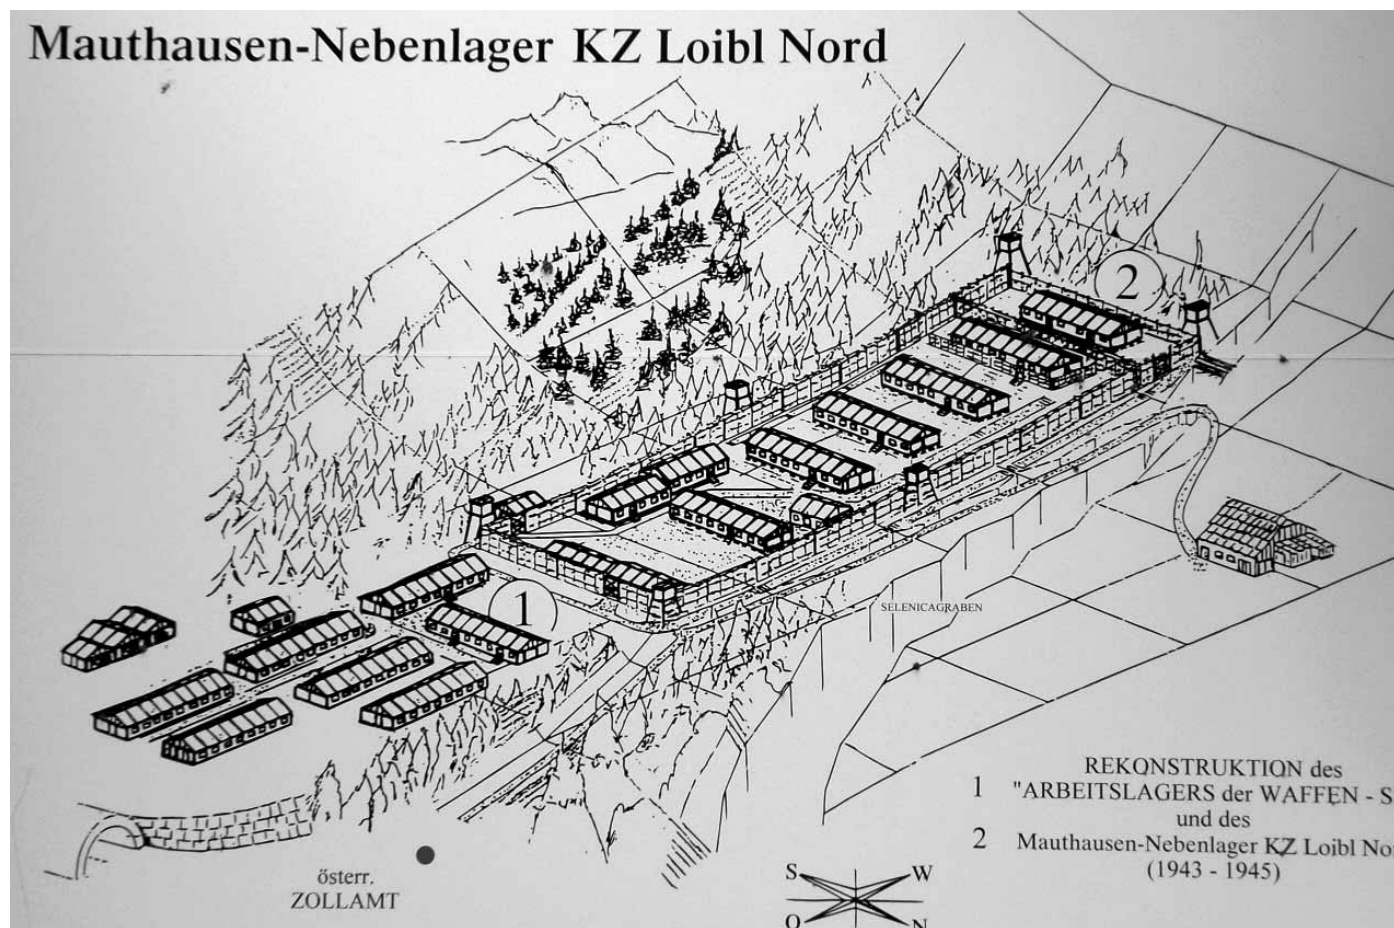 Mauthausen-Nebenlager KZ Loibl Nord
2
1
SELENICAGRABEN
REKONSTRUKTION des
1 "ARBEITSLAGERS der WAFFEN - S
und des
2 Mauthausen-Nebenlager KZ Loibl No
(1943 - 1945)
österr.
ZOLLAMT
S W
O N